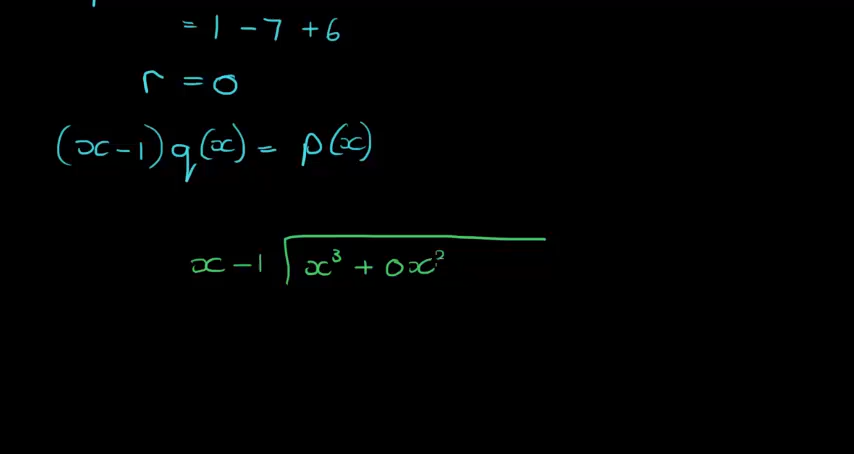 = 1 - 7 + 6
r = 0
(x-1) q(x) = p(x)
x - 1 | x³ + 0x²